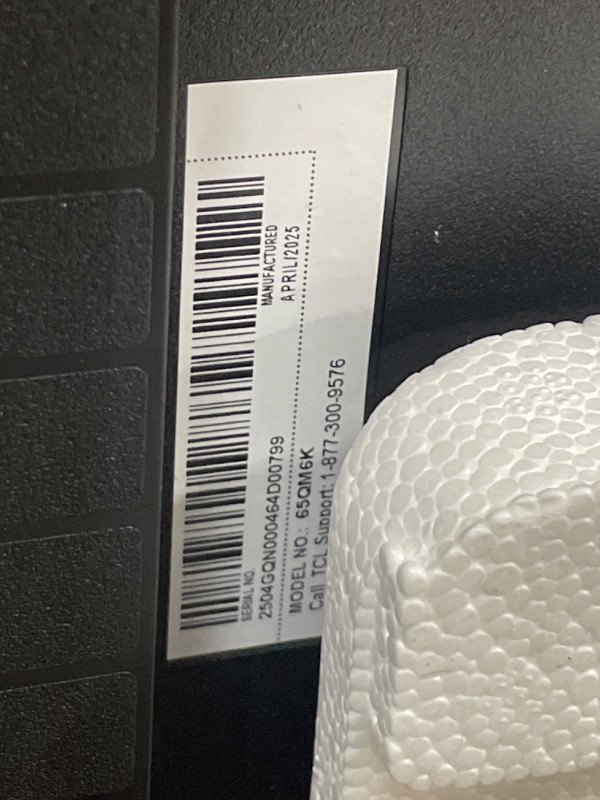 MANUFACTURED
APRIL/2025
SERIAL NO.
2504GQN000464D00799
MODEL NO.: 65QM6K
Call TCL Support: 1-877-300-9576